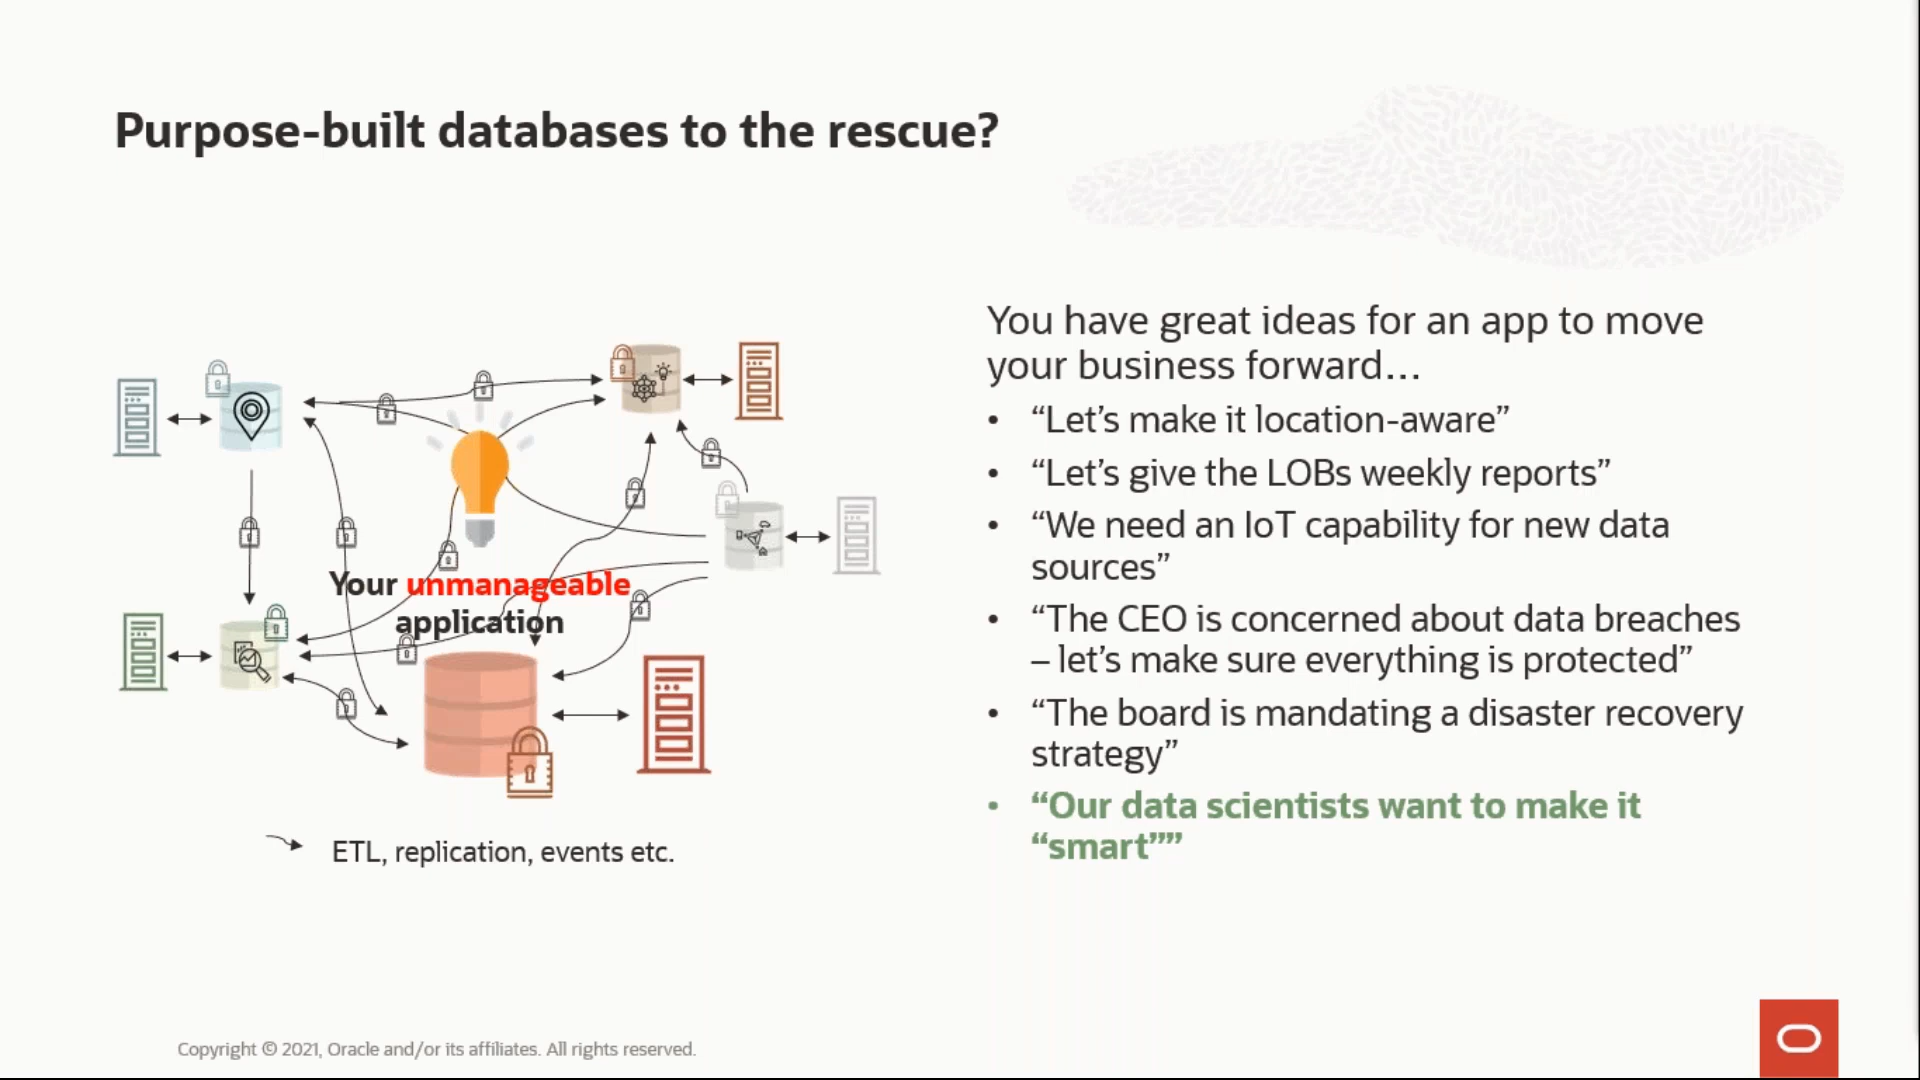 Purpose-built databases to the rescue?
You have great ideas for an app to move
your business forward...
• “Let’s make it location-aware”
• “Let’s give the LOBs weekly reports”
• “We need an IoT capability for new data
sources”
• “The CEO is concerned about data breaches
– let’s make sure everything is protected”
• “The board is mandating a disaster recovery
strategy”
• “Our data scientists want to make it
“smart””
Your unmanageable
application
ETL, replication, events etc.
Copyright © 2021, Oracle and/or its affiliates. All rights reserved.